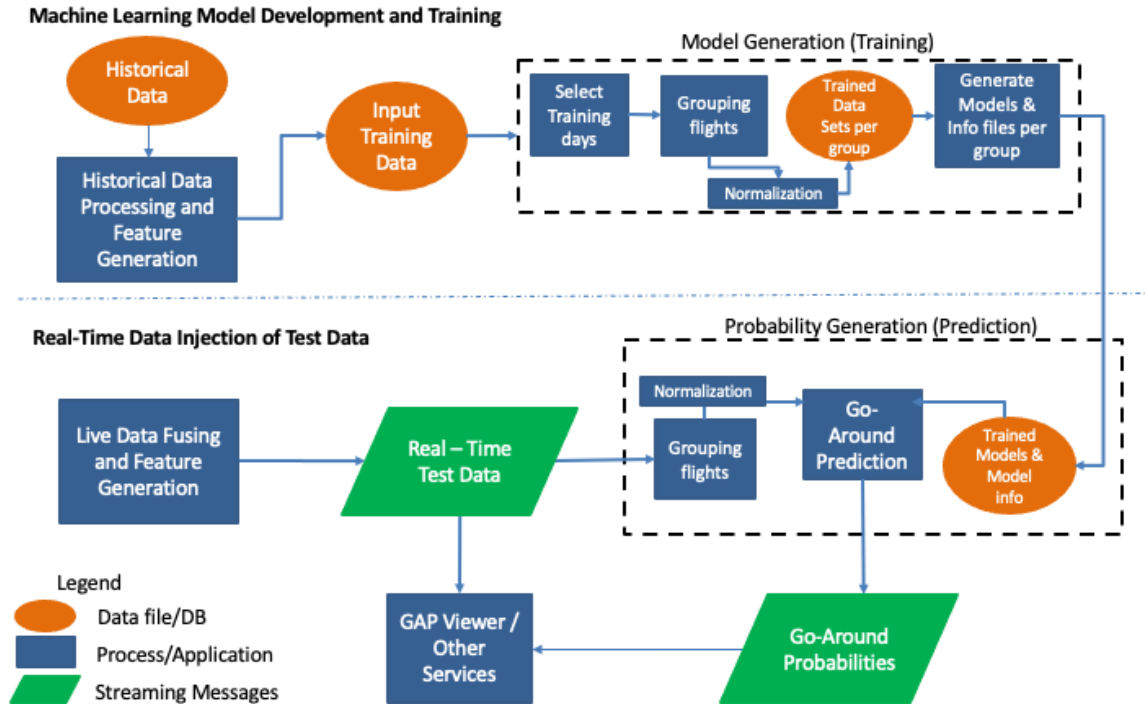 Machine Learning Model Development and Training
Historical
Data
Historical Data
Processing and
Feature
Generation
Input
Training
Data
Model Generation (Training)
Select
Training
days
Grouping
flights
Normalization
Trained
Data
Sets per
group
Generate
Models &
Info files per
group
Real-Time Data Injection of Test Data
Probability Generation (Prediction)
Live Data Fusing
and Feature
Generation
Real – Time
Test Data
Normalization
Grouping
flights
Go-
Around
Prediction
Trained
Models &
Model
info
Legend
Data file/DB
Process/Application
Streaming Messages
GAP Viewer /
Other
Services
Go-Around
Probabilities